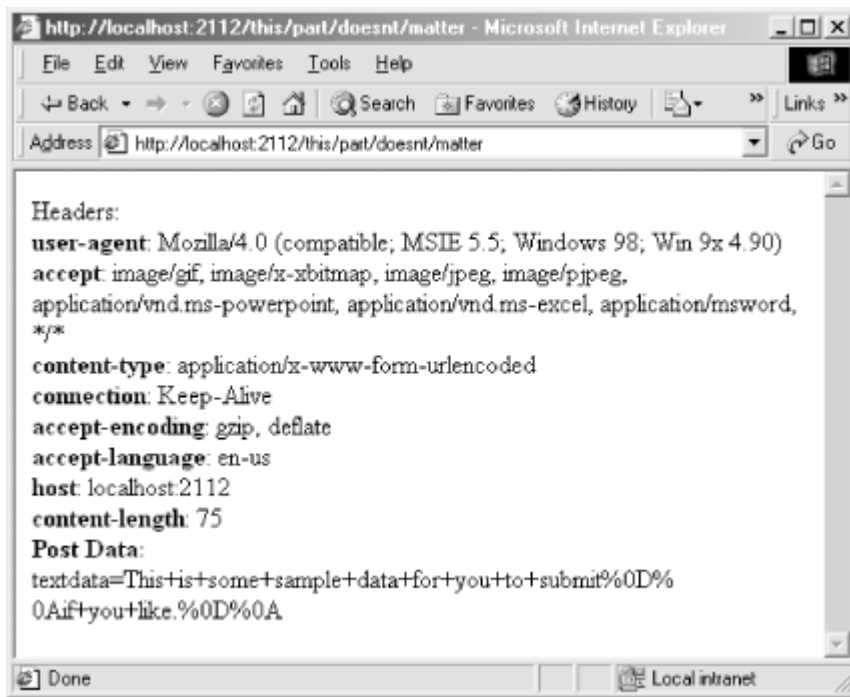 http://localhost:2112/this/part/doesnt/matter - Microsoft Internet Explorer
File Edit View Favorites Tools Help
Back Search Favorites History » Links »
Address http://localhost:2112/this/part/doesnt/matter Go
Headers:
user-agent: Mozilla/4.0 (compatible; MSIE 5.5; Windows 98; Win 9x 4.90)
accept: image/gif, image/x-xbitmap, image/jpeg, image/pjpeg,
application/vnd.ms-powerpoint, application/vnd.ms-excel, application/msword,
*/*
content-type: application/x-www-form-urlencoded
connection: Keep-Alive
accept-encoding: gzip, deflate
accept-language: en-us
host: localhost:2112
content-length: 75
Post Data:
textdata=This+is+some+sample+data+for+you+to+submit%0D%
0Aif+you+like.%0D%0A
Done Local intranet